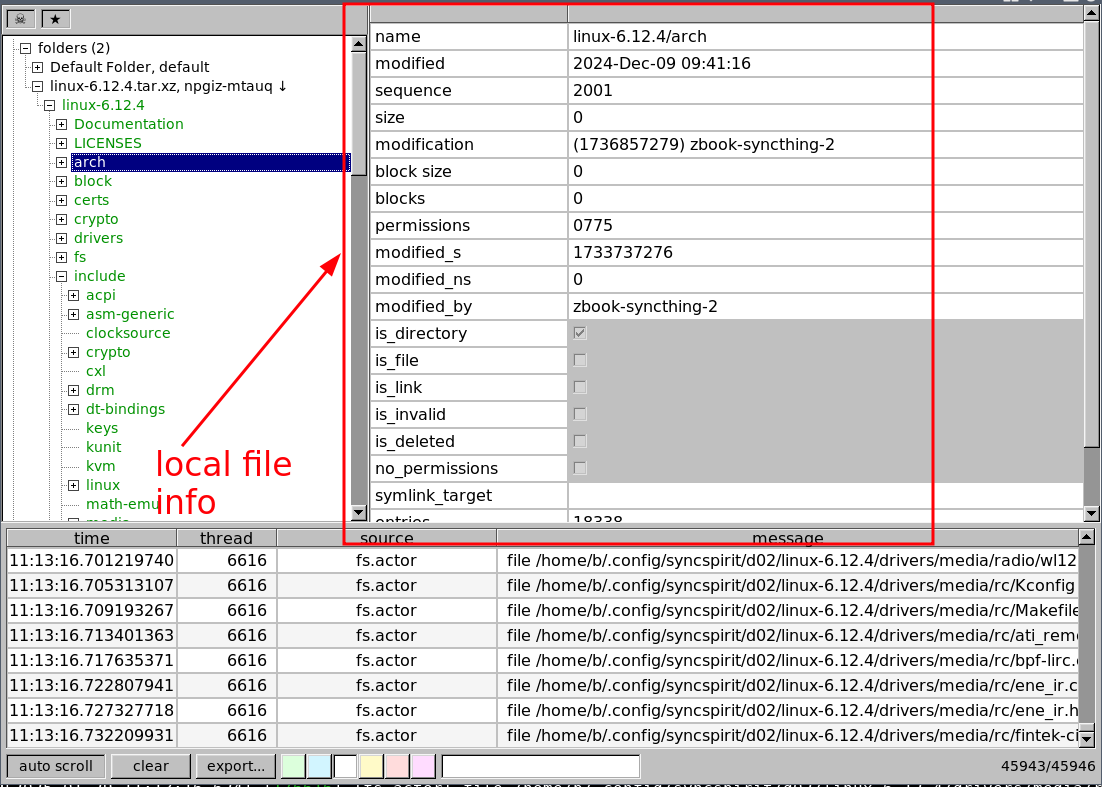 ☠ ★
folders (2)
Default Folder, default
linux-6.12.4.tar.xz, npgiz-mtauq ↓
linux-6.12.4
Documentation
LICENSES
arch
block
certs
crypto
drivers
fs
include
acpi
asm-generic
clocksource
crypto
cxl
drm
dt-bindings
keys
kunit
kvm
linux
math-emu
media
local file
info
name linux-6.12.4/arch
modified 2024-Dec-09 09:41:16
sequence 2001
size 0
modification (1736857279) zbook-syncthing-2
block size 0
blocks 0
permissions 0775
modified_s 1733737276
modified_ns 0
modified_by zbook-syncthing-2
is_directory
is_file
is_link
is_invalid
is_deleted
no_permissions
symlink_target
entries 18338
time thread source message
11:13:16.701219740 6616 fs.actor file /home/b/.config/syncspirit/d02/linux-6.12.4/drivers/media/radio/wl12
11:13:16.705313107 6616 fs.actor file /home/b/.config/syncspirit/d02/linux-6.12.4/drivers/media/rc/Kconfig
11:13:16.709193267 6616 fs.actor file /home/b/.config/syncspirit/d02/linux-6.12.4/drivers/media/rc/Makefile
11:13:16.713401363 6616 fs.actor file /home/b/.config/syncspirit/d02/linux-6.12.4/drivers/media/rc/ati_remo
11:13:16.717635371 6616 fs.actor file /home/b/.config/syncspirit/d02/linux-6.12.4/drivers/media/rc/bpf-lirc.
11:13:16.722807941 6616 fs.actor file /home/b/.config/syncspirit/d02/linux-6.12.4/drivers/media/rc/ene_ir.c
11:13:16.727327718 6616 fs.actor file /home/b/.config/syncspirit/d02/linux-6.12.4/drivers/media/rc/ene_ir.h
11:13:16.732209931 6616 fs.actor file /home/b/.config/syncspirit/d02/linux-6.12.4/drivers/media/rc/fintek-ci
auto scroll clear export... 45943/45946